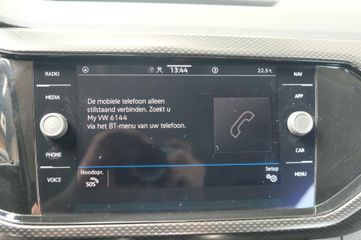 RADIO
13:44
22.5°C
NAV
MEDIA
APP
De mobiele telefoon alleen
stilstaand verbinden. Zoekt u
My VW 6144
via het BT-menu van uw telefoon.
PHONE
CAR
VOICE
MENU
Noodopr.
SOS
Setup